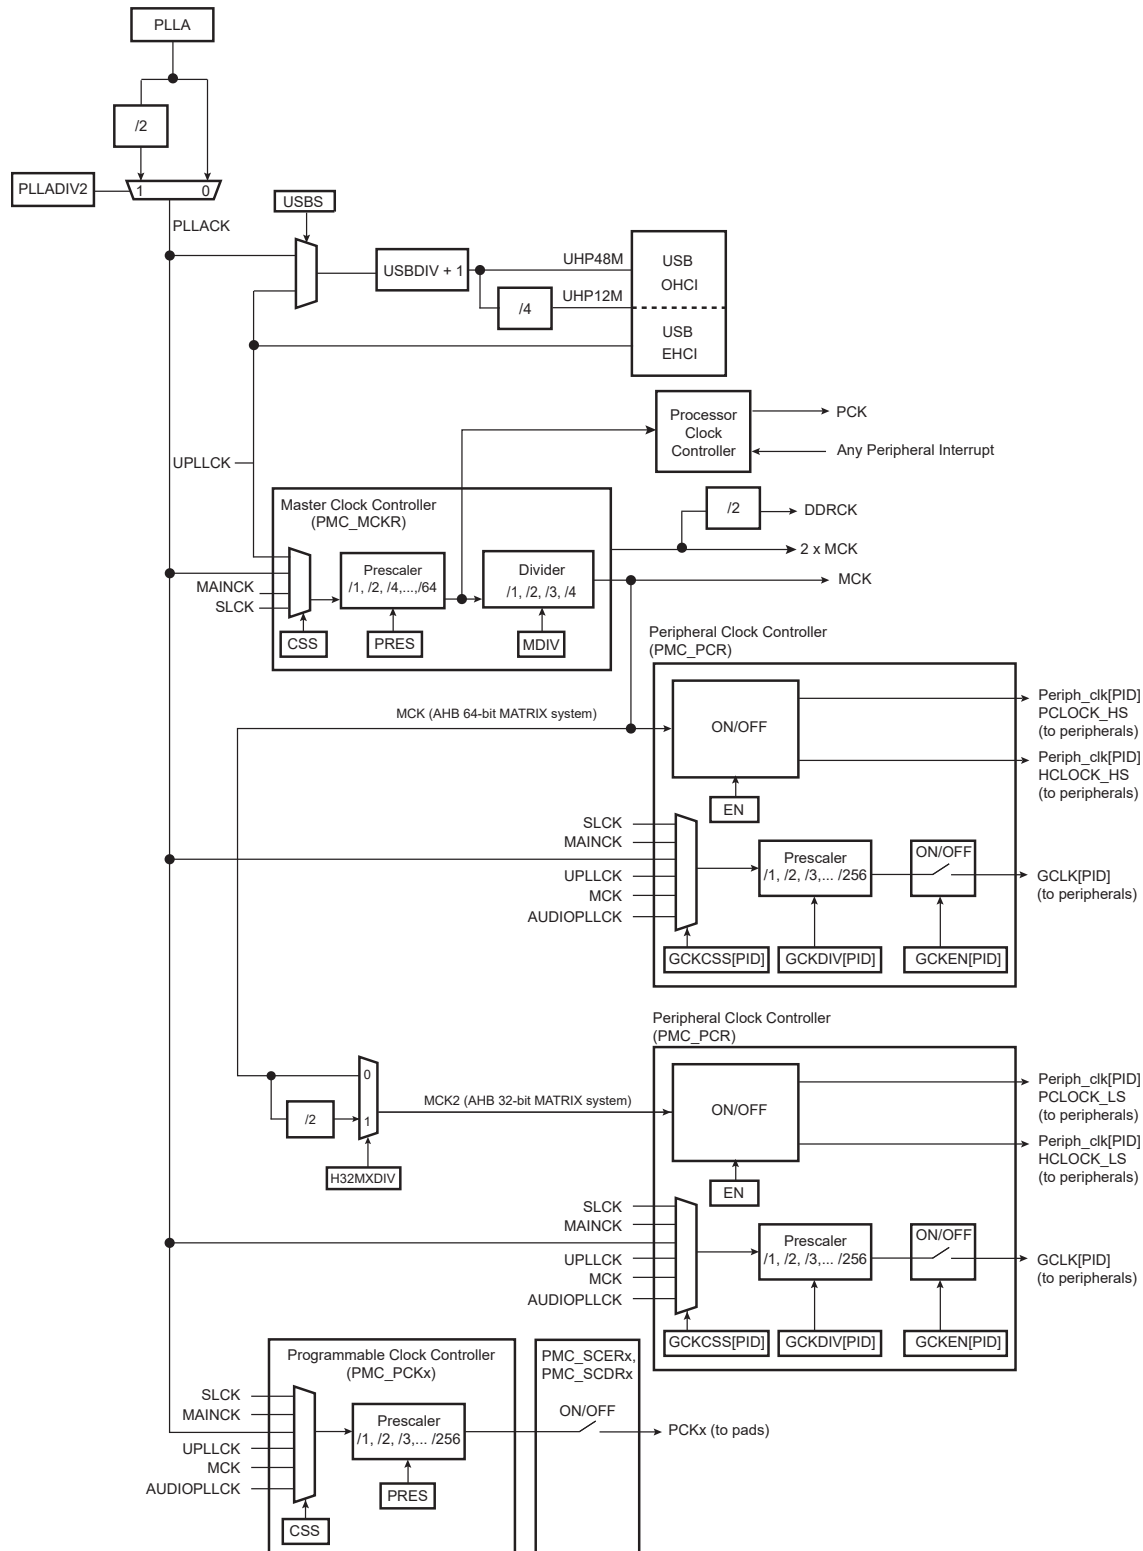 PLLA
/2
PLLADIV2
1
0
PLLACK
USBS
USBDIV + 1
UHP48M
USB
OHCI
/4
UHP12M
USB
EHCI
Processor
Clock
Controller
PCK
Any Peripheral Interrupt
UPLLCK
Master Clock Controller
(PMC_MCKR)
/2
DDRCK
2 x MCK
Prescaler
/1, /2, /4,...,/64
Divider
/1, /2, /3, /4
MCK
MAINCK
SLCK
CSS
PRES
MDIV
Peripheral Clock Controller
(PMC_PCR)
MCK (AHB 64-bit MATRIX system)
ON/OFF
Periph_clk[PID]
PCLOCK_HS
(to peripherals)
Periph_clk[PID]
HCLOCK_HS
(to peripherals)
EN
SLCK
MAINCK
UPLLCK
MCK
AUDIOPLLCK
Prescaler
/1, /2, /3,... /256
ON/OFF
GCLK[PID]
(to peripherals)
GCKCSS[PID]
GCKDIV[PID]
GCKEN[PID]
Peripheral Clock Controller
(PMC_PCR)
0
/2
1
H32MXDIV
MCK2 (AHB 32-bit MATRIX system)
ON/OFF
Periph_clk[PID]
PCLOCK_LS
(to peripherals)
Periph_clk[PID]
HCLOCK_LS
(to peripherals)
EN
SLCK
MAINCK
UPLLCK
MCK
AUDIOPLLCK
Prescaler
/1, /2, /3,... /256
ON/OFF
GCLK[PID]
(to peripherals)
GCKCSS[PID]
GCKDIV[PID]
GCKEN[PID]
Programmable Clock Controller
(PMC_PCKx)
PMC_SCERx,
PMC_SCDRx
SLCK
MAINCK
UPLLCK
MCK
AUDIOPLLCK
Prescaler
/1, /2, /3,... /256
ON/OFF
PCKx (to pads)
PRES
CSS